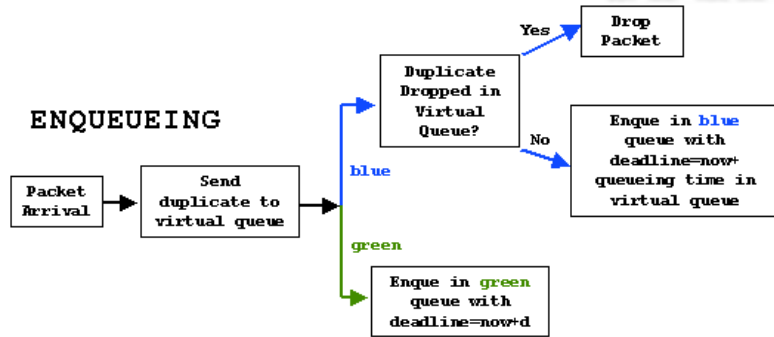 ENQUEUEING
Packet
Arrival
Send
duplicate to
virtual queue
blue
green
Duplicate
Dropped in
Virtual
Queue?
Yes
Drop
Packet
No
Enque in blue
queue with
deadline=now+
queueing time in
virtual queue
Enque in green
queue with
deadline=now+d